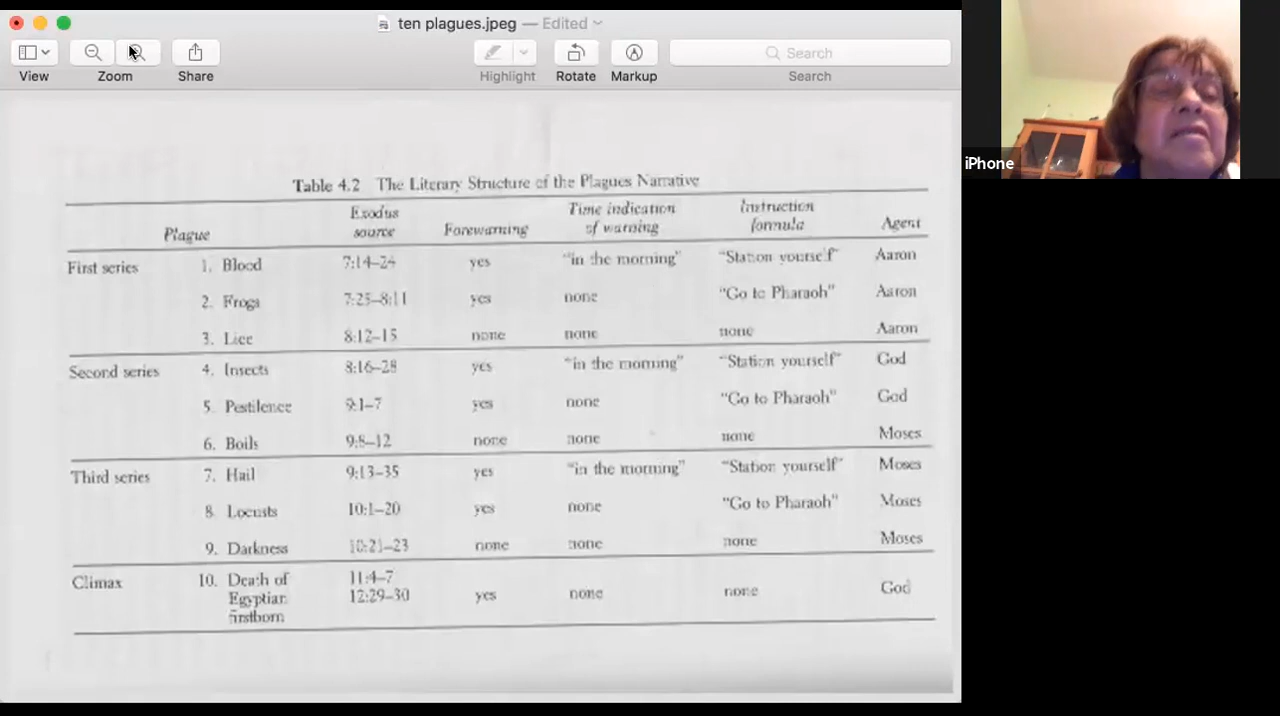 ten plagues.jpeg — Edited
View Zoom Share Highlight Rotate Markup Search
Search
iPhone
Table 4.2 The Literary Structure of the Plagues Narrative
Plague Exodus source Forewarning Time indication of warning Instruction formula Agent
First series 1. Blood 7:14–24 yes "in the morning" "Station yourself" Aaron
2. Frogs 7:25–8:11 yes none "Go to Pharaoh" Aaron
3. Lice 8:12–15 none none none Aaron
Second series 4. Insects 8:16–28 yes "in the morning" "Station yourself" God
5. Pestilence 9:1–7 yes none "Go to Pharaoh" God
6. Boils 9:8–12 none none none Moses
Third series 7. Hail 9:13–35 yes "in the morning" "Station yourself" Moses
8. Locusts 10:1–20 yes none "Go to Pharaoh" Moses
9. Darkness 10:21–23 none none none Moses
Climax 10. Death of Egyptian firstborn 11:4–7 12:29–30 yes none none God